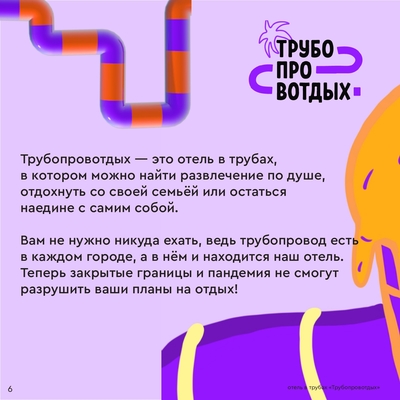 ТРУБО
ПРО
ВОТДЫХ
Трубопровотдых — это отель в трубах,
в котором можно найти развлечение по душе,
отдохнуть со своей семьёй или остаться
наедине с самим собой.
Вам не нужно никуда ехать, ведь трубопровод есть
в каждом городе, а в нём и находится наш отель.
Теперь закрытые границы и пандемия не смогут
разрушить ваши планы на отдых!
6
отель в трубах «Трубопровотдых»